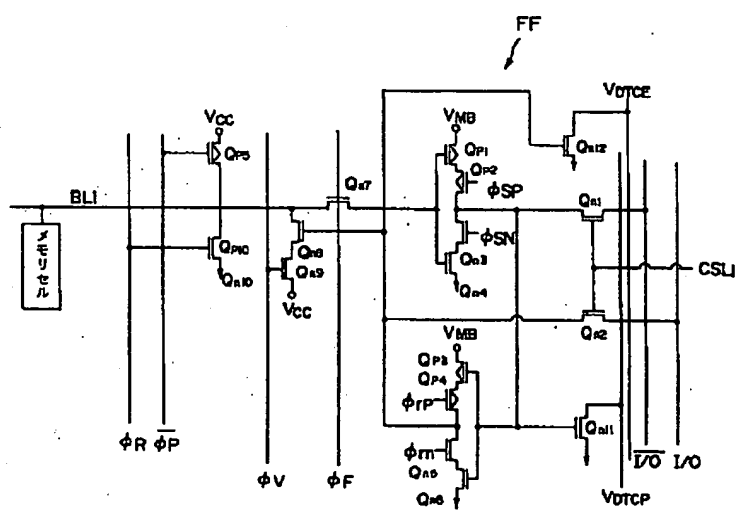 FF
VDTCE
VCC
VMB
QP5
QP1
Qn12
QP2
Qn7
φSP
BLi
Qn1
φSN
QP10
Qn8
Qn3
CSLi
メモリセル
Qn9
Qn10
Qn4
VCC
VMB
Qn2
QP3
QP4
φrP
Qn11
φR
φP
φrn
Qn5
I/O
I/O
φV
φF
Qn6
VDTCP